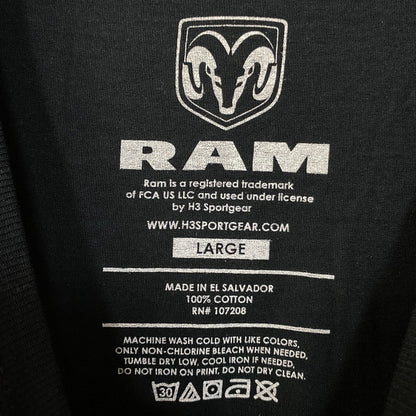 RAM
Ram is a registered trademark
of FCA US LLC and used under license
by H3 Sportgear
WWW.H3SPORTGEAR.COM
LARGE
MADE IN EL SALVADOR
100% COTTON
RN# 107208
MACHINE WASH COLD WITH LIKE COLORS,
ONLY NON-CHLORINE BLEACH WHEN NEEDED,
TUMBLE DRY LOW, COOL IRON IF NEEDED,
DO NOT IRON ON PRINT, DO NOT DRY CLEAN
30